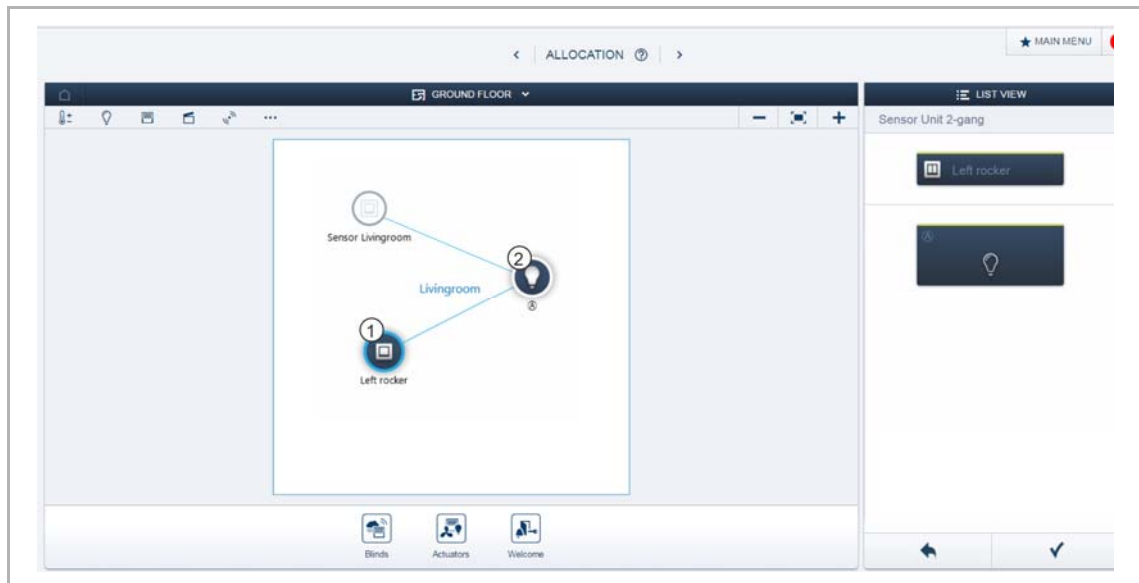 ★ MAIN MENU
< ALLOCATION ? >
GROUND FLOOR
LIST VIEW
Sensor Unit 2-gang
Left rocker
Sensor Livingroom
2
Livingroom
1
Left rocker
Blinds
Actuators
Welcome